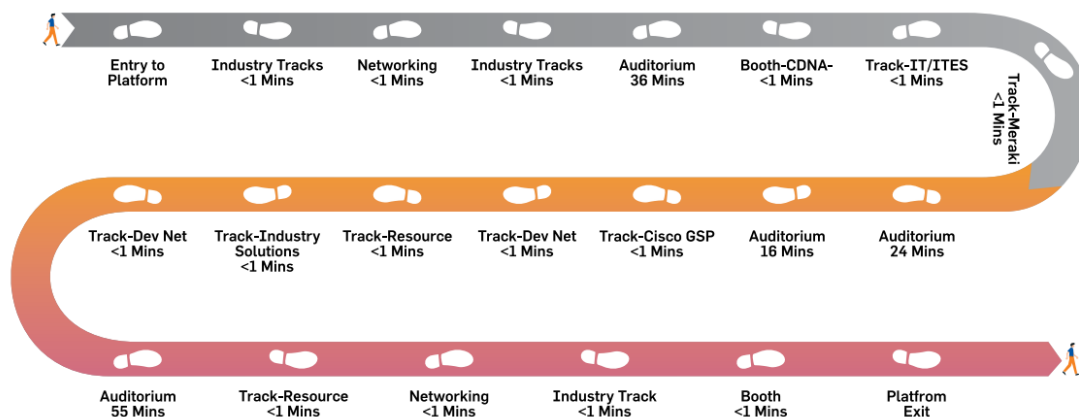 Entry to
Platform
Industry Tracks
<1 Mins
Networking
<1 Mins
Industry Tracks
<1 Mins
Auditorium
36 Mins
Booth-CDNA-
<1 Mins
Track-IT/ITES
<1 Mins
Track-Meraki
<1 Mins
Track-Dev Net
<1 Mins
Track-Industry
Solutions
<1 Mins
Track-Resource
<1 Mins
Track-Dev Net
<1 Mins
Track-Cisco GSP
<1 Mins
Auditorium
16 Mins
Auditorium
24 Mins
Auditorium
55 Mins
Track-Resource
<1 Mins
Networking
<1 Mins
Industry Track
<1 Mins
Booth
<1 Mins
Platfrom
Exit